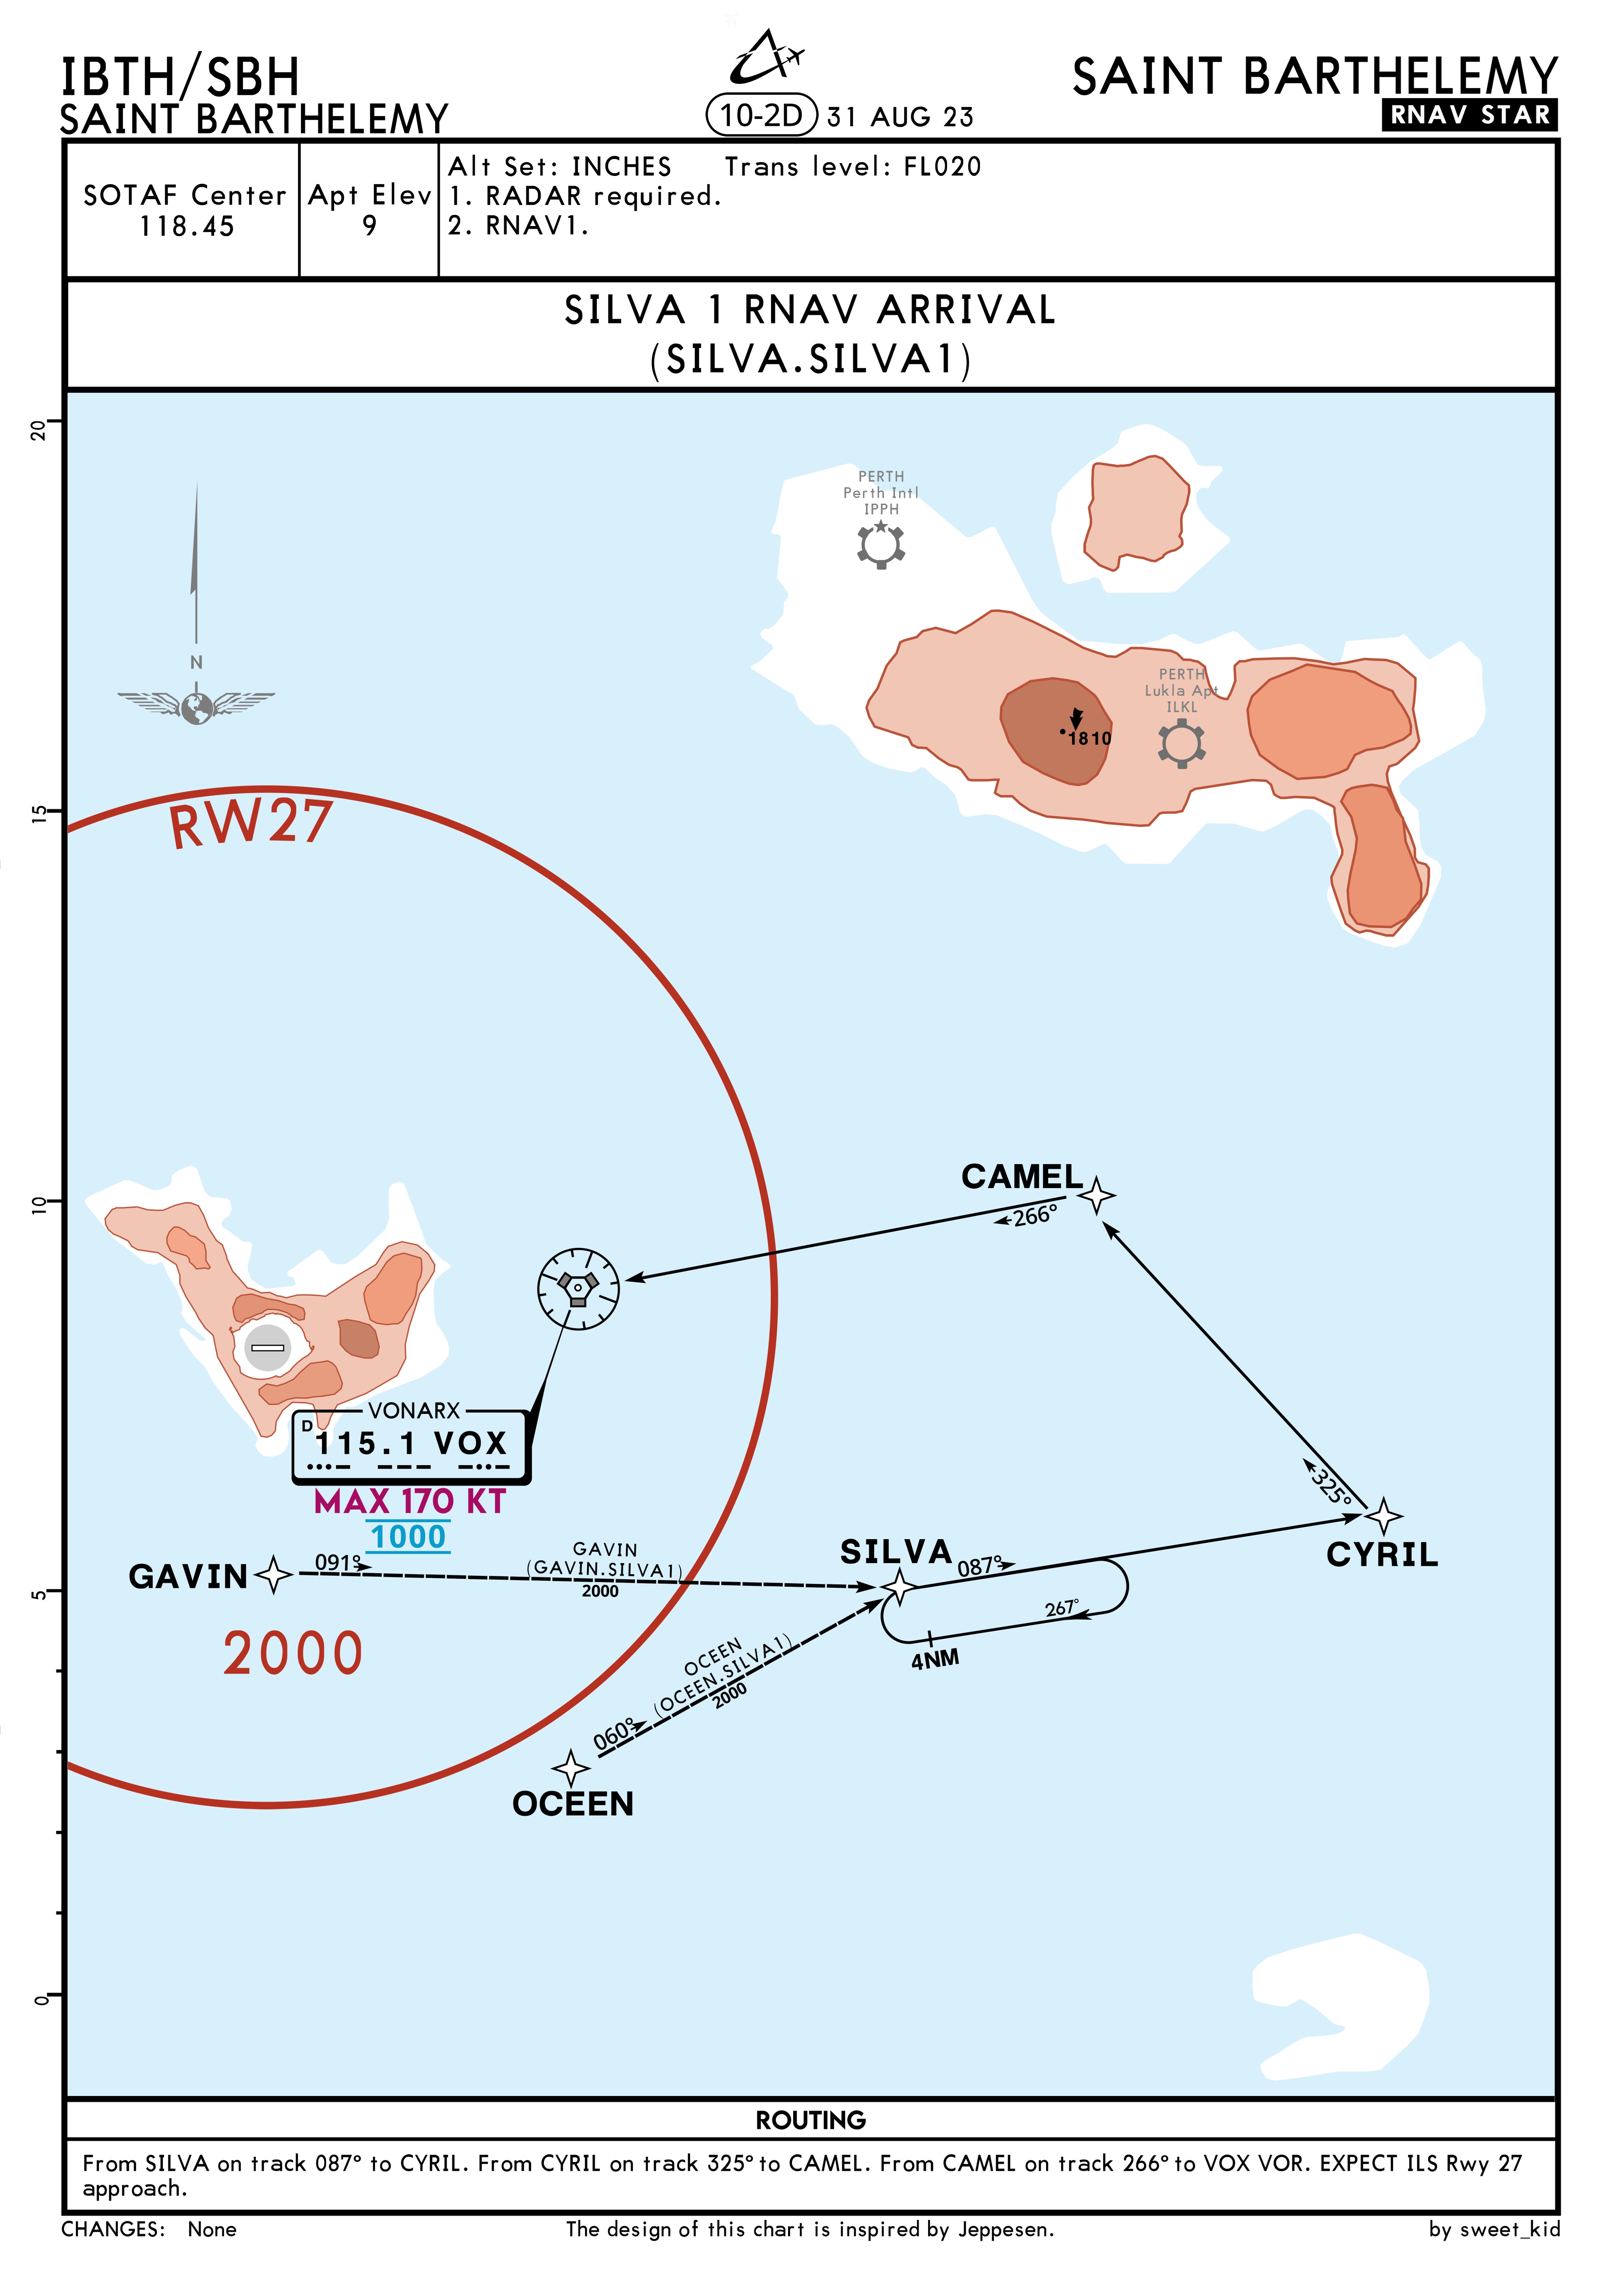 IBTH/SBH
SAINT BARTHELEMY
10-2D 31 AUG 23
SAINT BARTHELEMY
RNAV STAR
SOTAF Center
118.45
Apt Elev
9
Alt Set: INCHES Trans level: FL020
1. RADAR required.
2. RNAV1.
SILVA 1 RNAV ARRIVAL
(SILVA.SILVA1)
20
15
10
5
0
N
PERTH
Perth Intl
IPPH
PERTH
Lukla Apt
ILKL
1810
RW27
CAMEL
266°
VONARX
D
115.1 VOX
MAX 170 KT
1000
325°
CYRIL
GAVIN
091°
GAVIN
(GAVIN.SILVA1)
2000
SILVA
087°
267°
4NM
2000
OCEEN
(OCEEN.SILVA1)
2000
060°
OCEEN
ROUTING
From SILVA on track 087° to CYRIL. From CYRIL on track 325° to CAMEL. From CAMEL on track 266° to VOX VOR. EXPECT ILS Rwy 27
approach.
CHANGES: None
The design of this chart is inspired by Jeppesen.
by sweet_kid